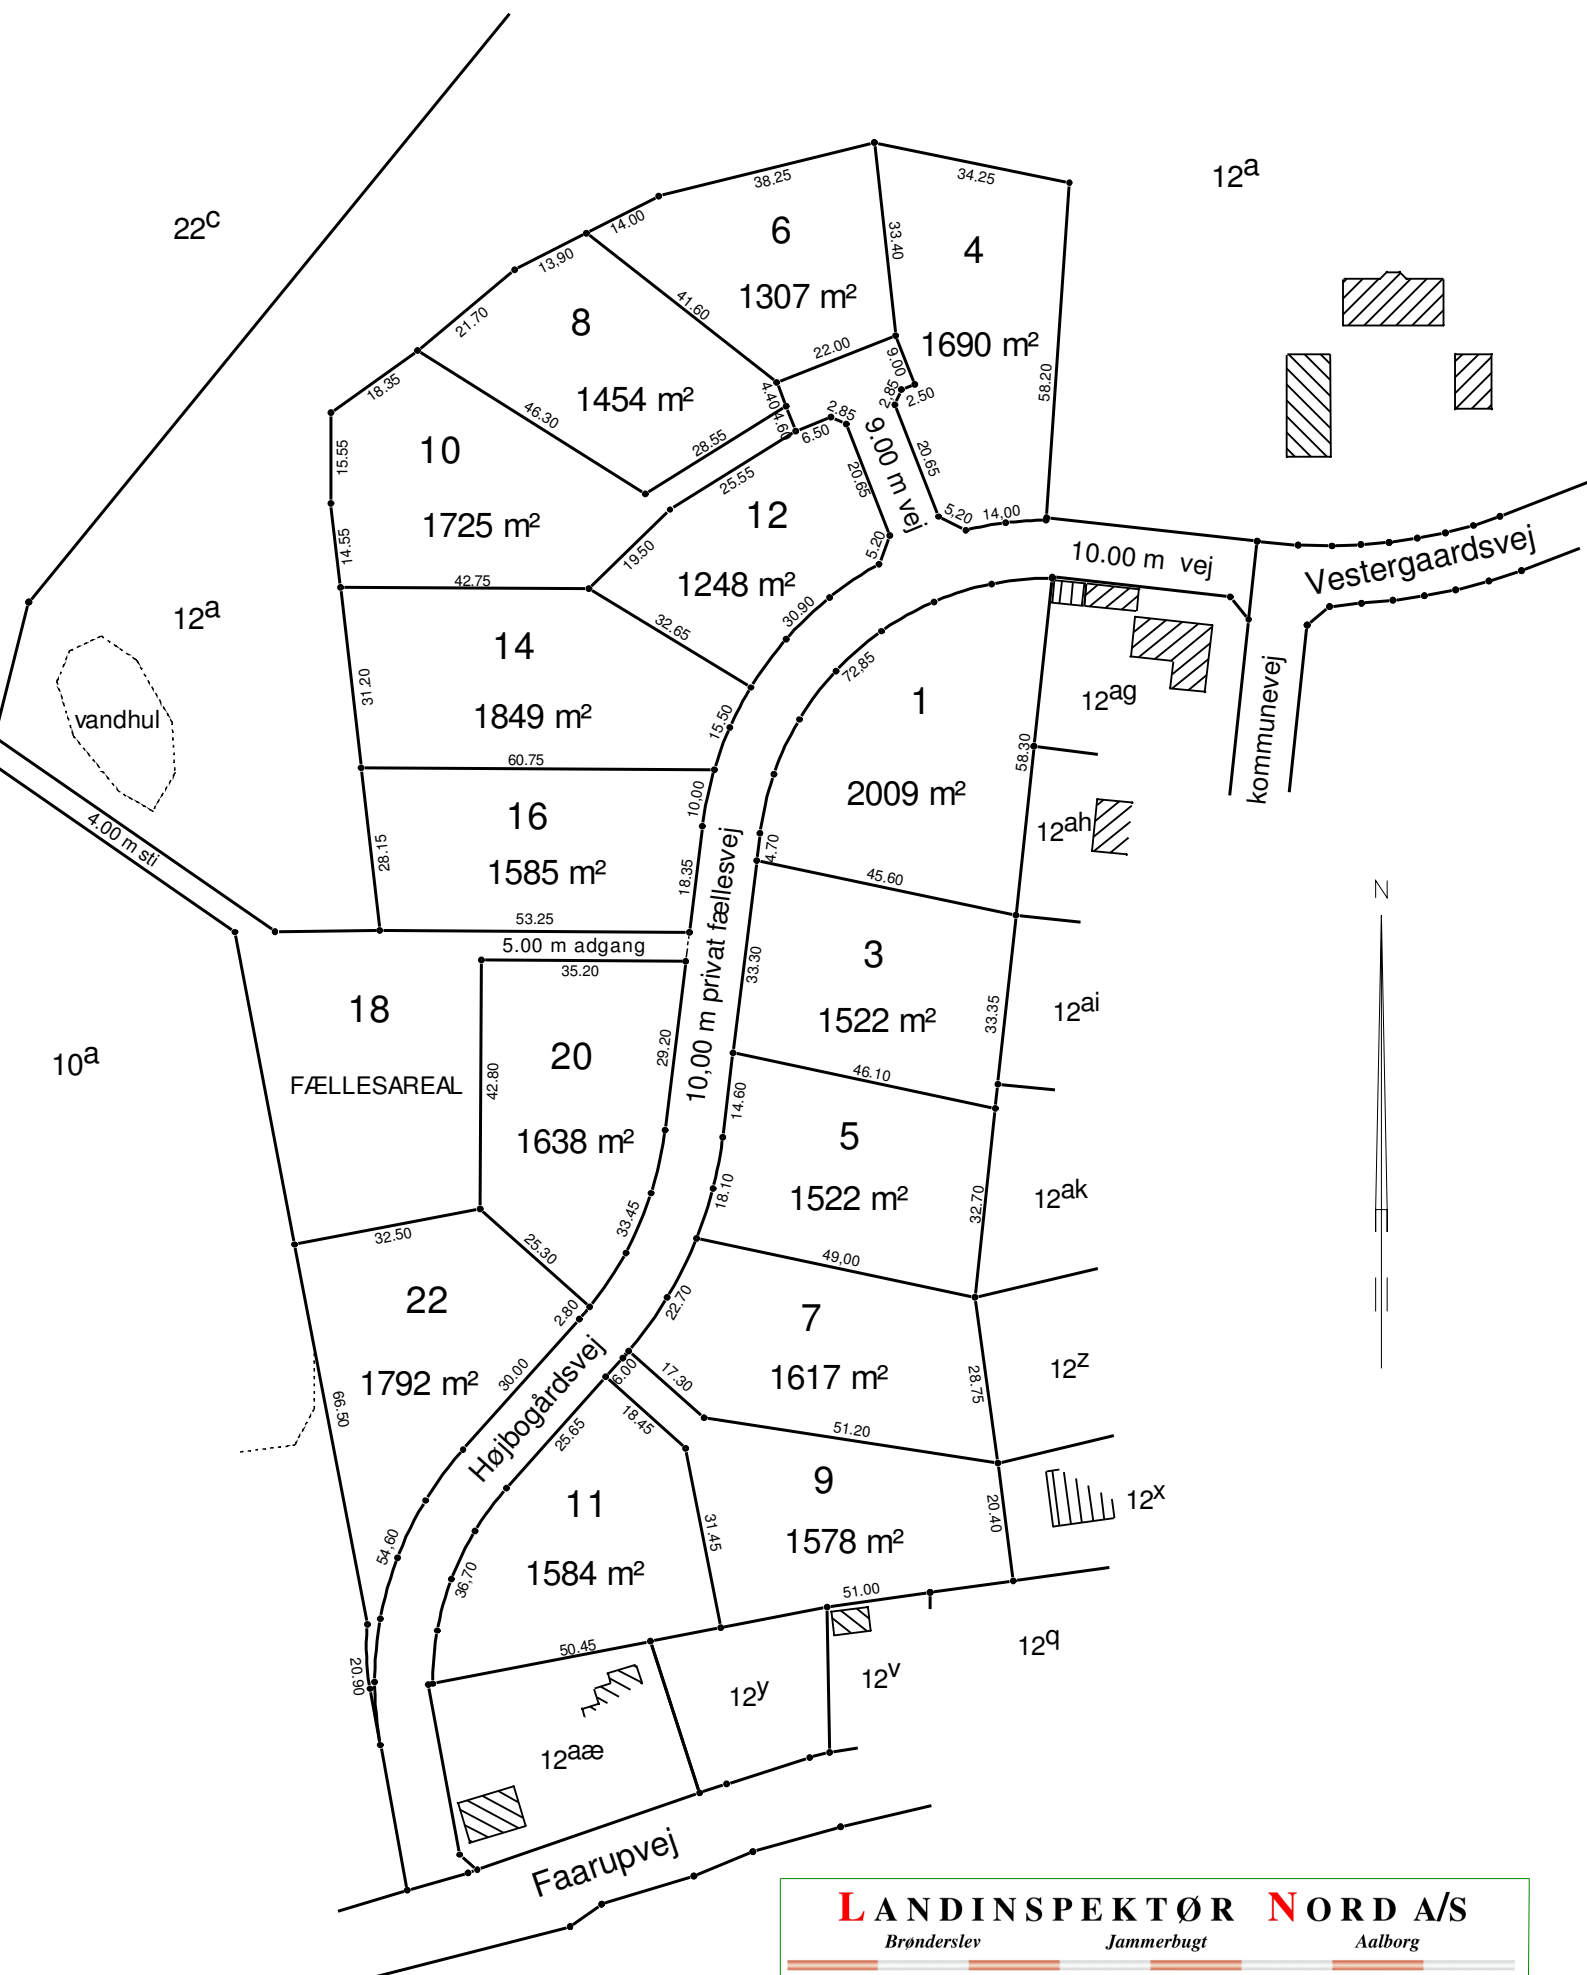 12a
22c
38.25
34.25
14.00
6
33.40
4
13,90
1307 m²
41.60
21.70
8
22.00
1690 m²
9.00
58.20
18.35
1454 m²
4.40
2,85
2.50
46.30
4.60
2.85
6.50
28.55
9.00 m vej
15.55
10
20.65
20.65
25.55
12
5,20
14,00
1725 m²
14.55
19.50
5.20
10.00 m vej
Vestergaardsvej
42.75
1248 m²
12a
30.90
32.65
14
72,85
kommunevej
31.20
1
12ag
vandhul
1849 m²
15.50
58.30
60.75
2009 m²
10,00
16
4.00 m sti
28.15
1585 m²
18.35
4.70
12ah
45.60
10,00 m privat fællesvej
N
53.25
5.00 m adgang
35.20
3
33.30
18
1522 m²
33.35
12ai
10a
20
29.20
FÆLLESAREAL
42.80
46.10
14.60
1638 m²
5
1522 m²
18.10
32.70
12ak
33.45
32.50
25.30
49,00
22
2.80
22.70
7
Højbogårdsvej
30.00
1792 m²
6.00
17.30
1617 m²
28.75
12z
66.50
18.45
25.65
51.20
9
11
20.40
12x
31.45
1578 m²
54,60
36,70
1584 m²
51.00
50.45
20.90
12y
12v
12q
12aæ
Faarupvej
LANDINSPEKTØR NORD A/S
Brønderslev Jammerbugt Aalborg